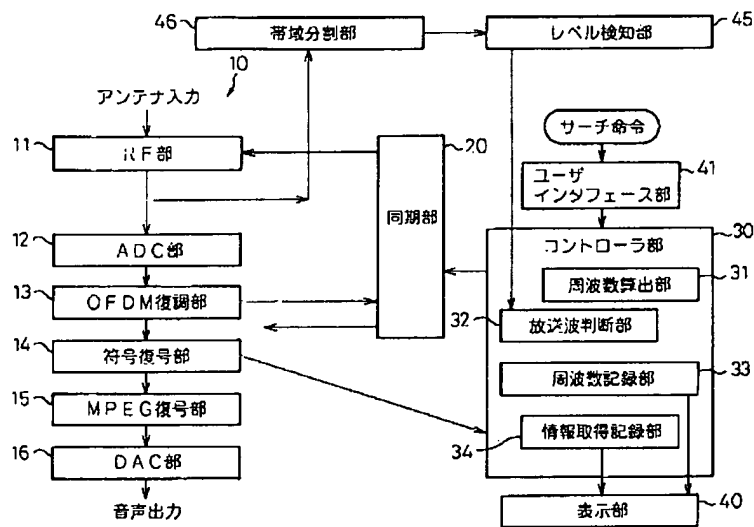 46
帯域分割部
レベル検知部
45
10
アンテナ入力
11
RF部
20
同期部
サーチ命令
ユーザ
インタフェース部
41
30
コントローラ部
12
ADC部
周波数算出部
31
13
OFDM復調部
32
放送波判断部
14
符号復号部
周波数記録部
33
15
MPEG復号部
情報取得記録部
34
16
DAC部
音声出力
表示部
40